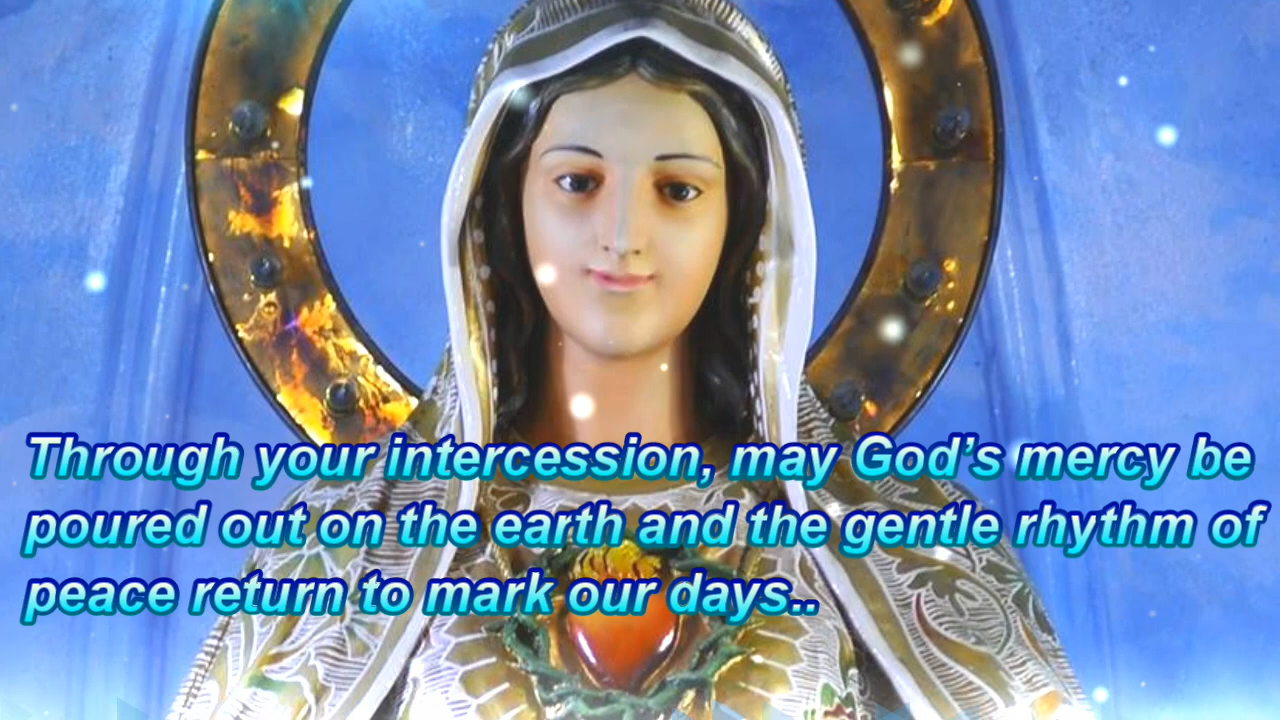 Through your intercession, may God’s mercy be
poured out on the earth and the gentle rhythm of
peace return to mark our days..